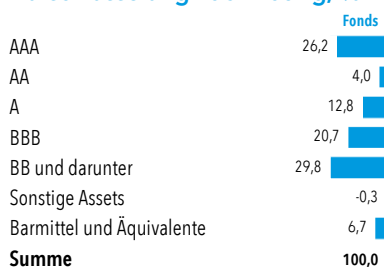 Fonds
AAA 26,2
AA 4,0
A 12,8
BBB 20,7
BB und darunter 29,8
Sonstige Assets -0,3
Barmittel und Äquivalente 6,7
Summe 100,0